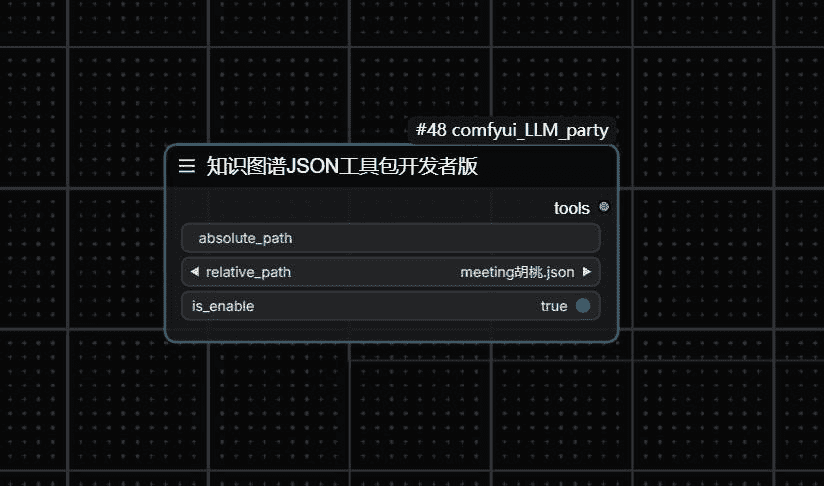 #48 comfyui_LLM_party
知识图谱JSON工具包开发者版
tools
absolute_path
relative_path meeting胡桃.json
is_enable true